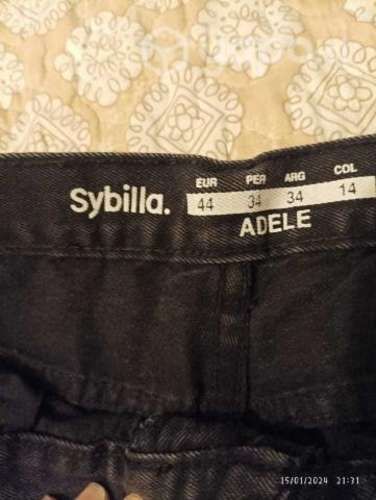 Sybilla.
EUR PER ARG COL
44 34 34 14
ADELE
15/01/2024 21:31